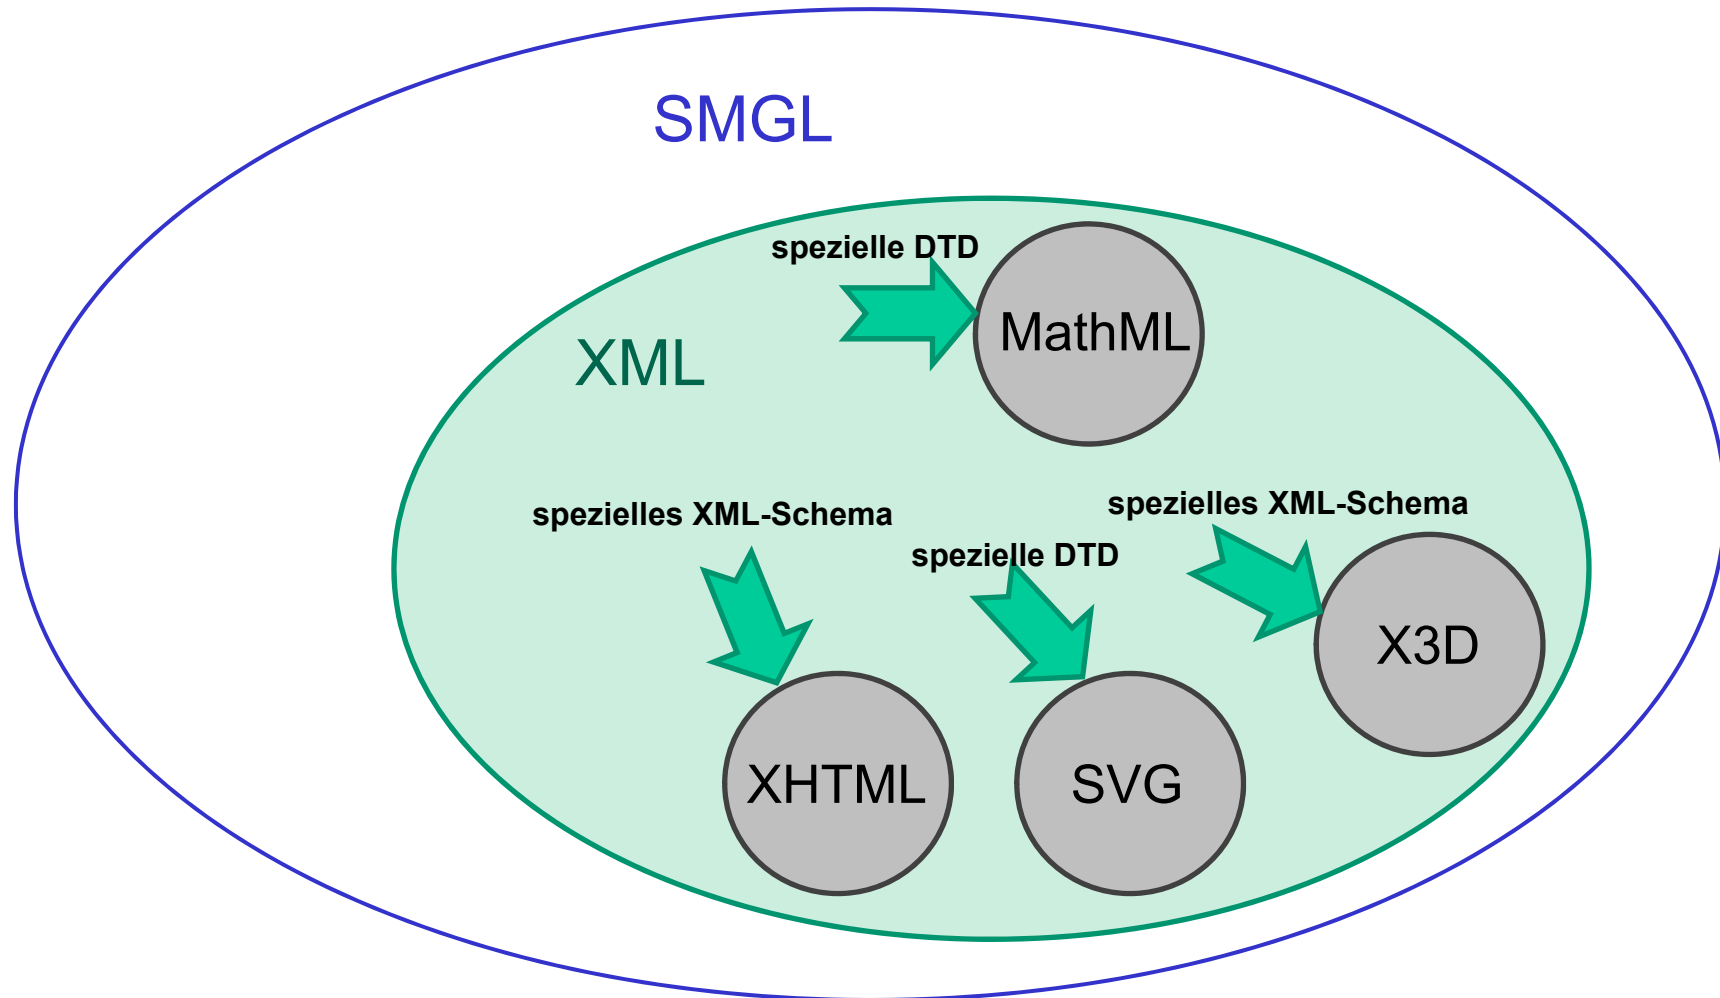 SMGL
spezielle DTD
MathML
XML
spezielles XML-Schema
spezielles XML-Schema
spezielle DTD
X3D
XHTML
SVG